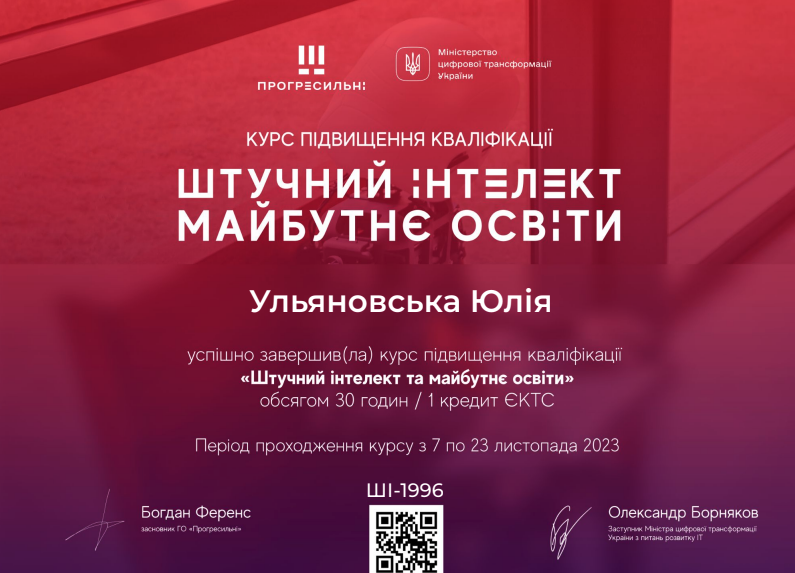 ПРОГРЕСИЛЬНІ
Міністерство
цифрової трансформації
України
КУРС ПІДВИЩЕННЯ КВАЛІФІКАЦІЇ
ШТУЧНИЙ ІНТЕЛЕКТ
МАЙБУТНЄ ОСВІТИ
Ульяновська Юлія
успішно завершив(ла) курс підвищення кваліфікації
«Штучний інтелект та майбутнє освіти»
обсягом 30 годин / 1 кредит ЄКТС
Період проходження курсу з 7 по 23 листопада 2023
ШІ-1996
Богдан Ференс
засновник ГО «Прогресильні»
Олександр Борняков
Заступник Міністра цифрової трансформації
України з питань розвитку ІТ